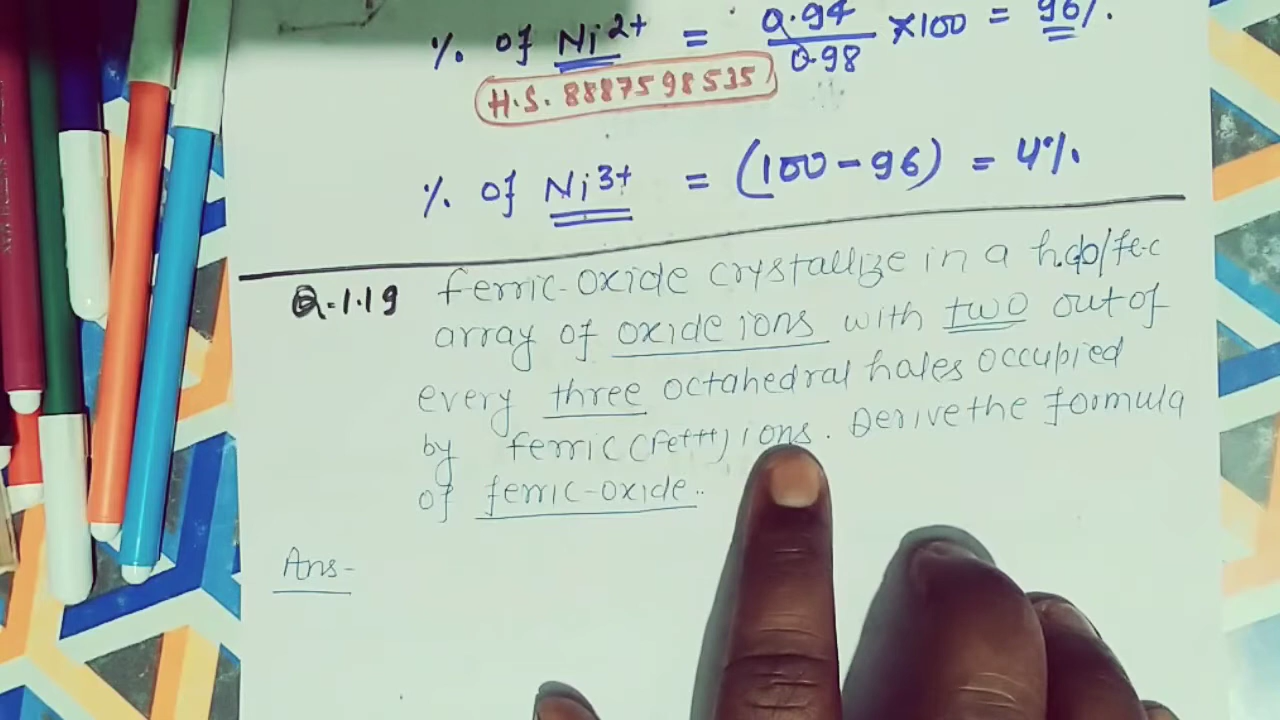 % of Ni2+ = 0.94/0.98 ×100 = 96%.
H.S. 8887598535
% of Ni3+ = (100-96) = 4%.
Q.1.19 ferric-oxide crystallize in a h.cp/fc.c
array of oxide ions with two out of
every three octahedral holes occupied
by ferric (Fe+++) ions. Derive the formula
of ferric-oxide..
Ans-